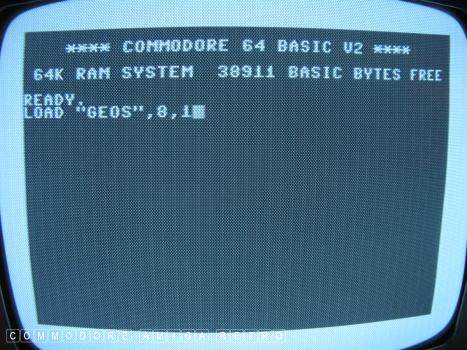 **** COMMODORE 64 BASIC V2 ****
64K RAM SYSTEM  38911 BASIC BYTES FREE
READY.
LOAD "GEOS",8,1
COMMODORE AMIGA RETRO